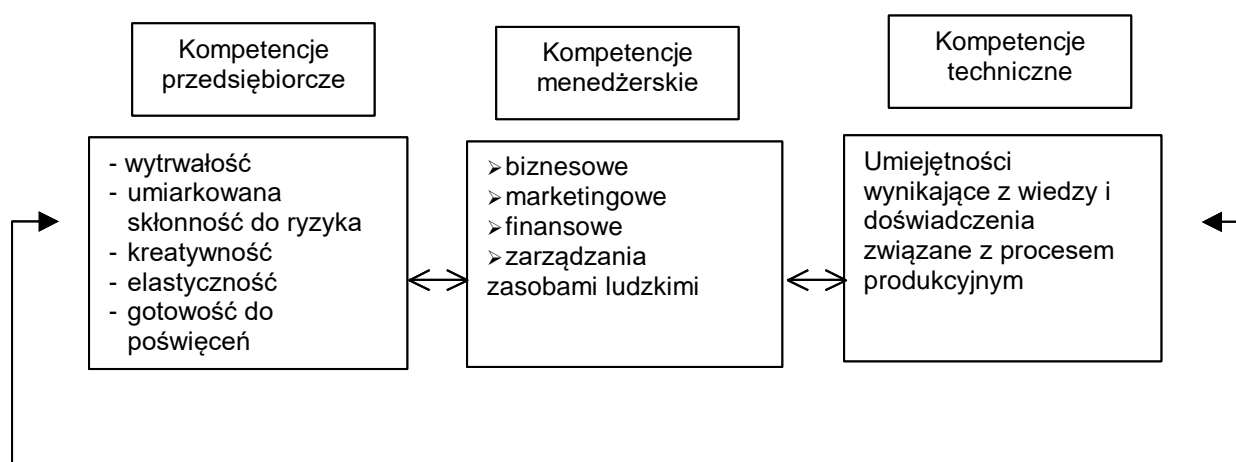 Kompetencje
przedsiębiorcze
Kompetencje
menedżerskie
Kompetencje
techniczne
- wytrwałość
- umiarkowana
skłonność do ryzyka
- kreatywność
- elastyczność
- gotowość do
poświęceń
➢biznesowe
➢marketingowe
➢finansowe
➢zarządzania
zasobami ludzkimi
Umiejętności
wynikające z wiedzy i
doświadczenia
związane z procesem
produkcyjnym